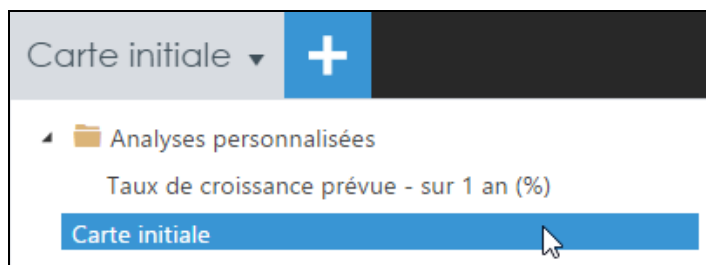 Carte initiale
Analyses personnalisées
Taux de croissance prévue - sur 1 an (%)
Carte initiale